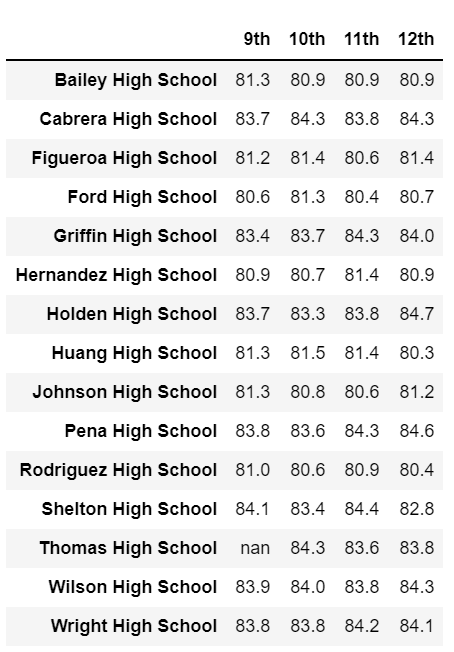 9th 10th 11th 12th
Bailey High School 81.3 80.9 80.9 80.9
Cabrera High School 83.7 84.3 83.8 84.3
Figueroa High School 81.2 81.4 80.6 81.4
Ford High School 80.6 81.3 80.4 80.7
Griffin High School 83.4 83.7 84.3 84.0
Hernandez High School 80.9 80.7 81.4 80.9
Holden High School 83.7 83.3 83.8 84.7
Huang High School 81.3 81.5 81.4 80.3
Johnson High School 81.3 80.8 80.6 81.2
Pena High School 83.8 83.6 84.3 84.6
Rodriguez High School 81.0 80.6 80.9 80.4
Shelton High School 84.1 83.4 84.4 82.8
Thomas High School nan 84.3 83.6 83.8
Wilson High School 83.9 84.0 83.8 84.3
Wright High School 83.8 83.8 84.2 84.1